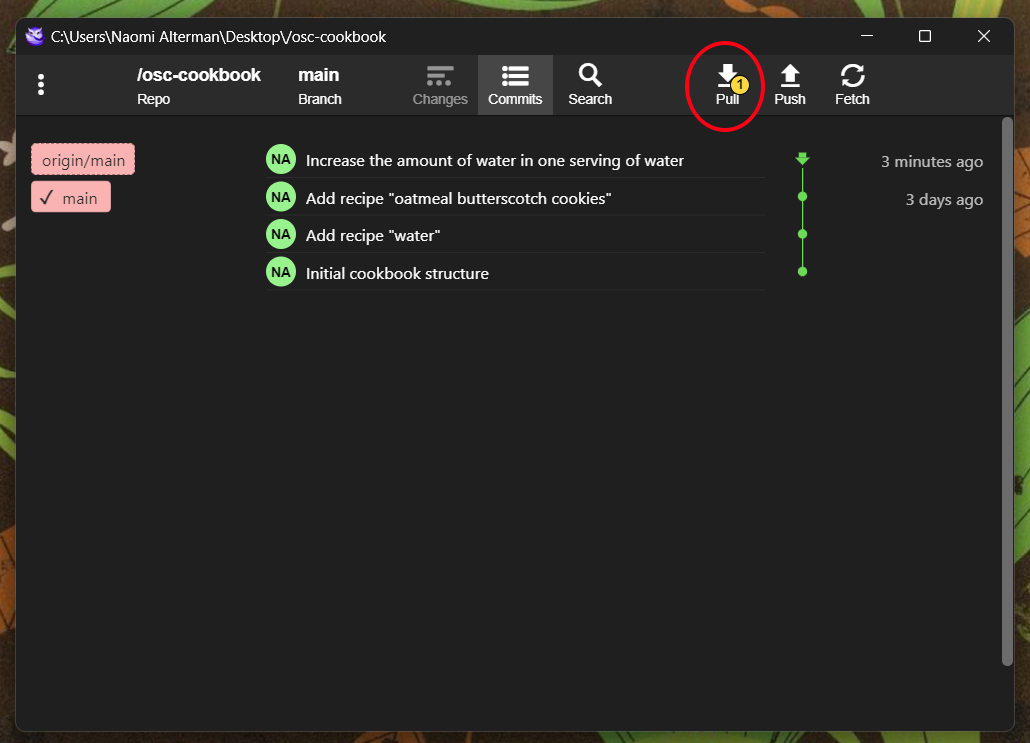 C:\Users\Naomi Alterman\Desktop\/osc-cookbook
/osc-cookbook
Repo
main
Branch
Changes
Commits
Search
1
Pull
Push
Fetch
origin/main
NA Increase the amount of water in one serving of water 3 minutes ago
main
NA Add recipe "oatmeal butterscotch cookies" 3 days ago
NA Add recipe "water"
NA Initial cookbook structure